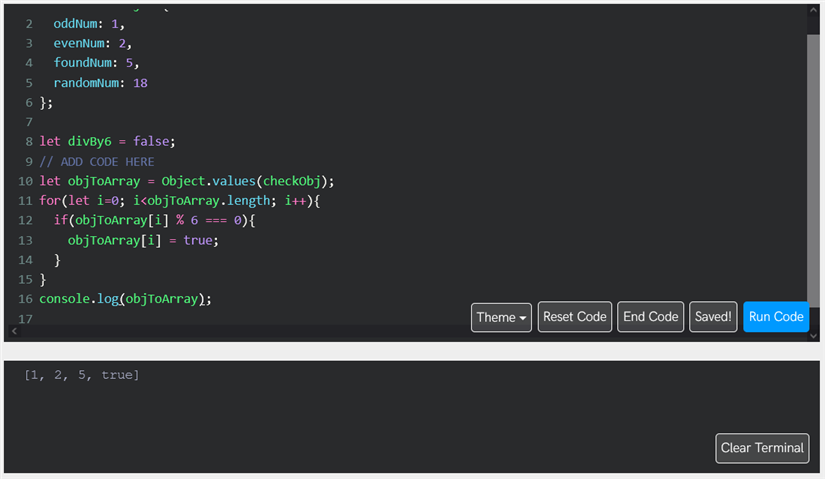 2   oddNum: 1,
3   evenNum: 2,
4   foundNum: 5,
5   randomNum: 18
6 };
7
8 let divBy6 = false;
9 // ADD CODE HERE
10 let objToArray = Object.values(checkObj);
11 for(let i=0; i<objToArray.length; i++){
12   if(objToArray[i] % 6 === 0){
13     objToArray[i] = true;
14   }
15 }
16 console.log(objToArray);
17
Theme Reset Code End Code Saved! Run Code
[1, 2, 5, true]
Clear Terminal